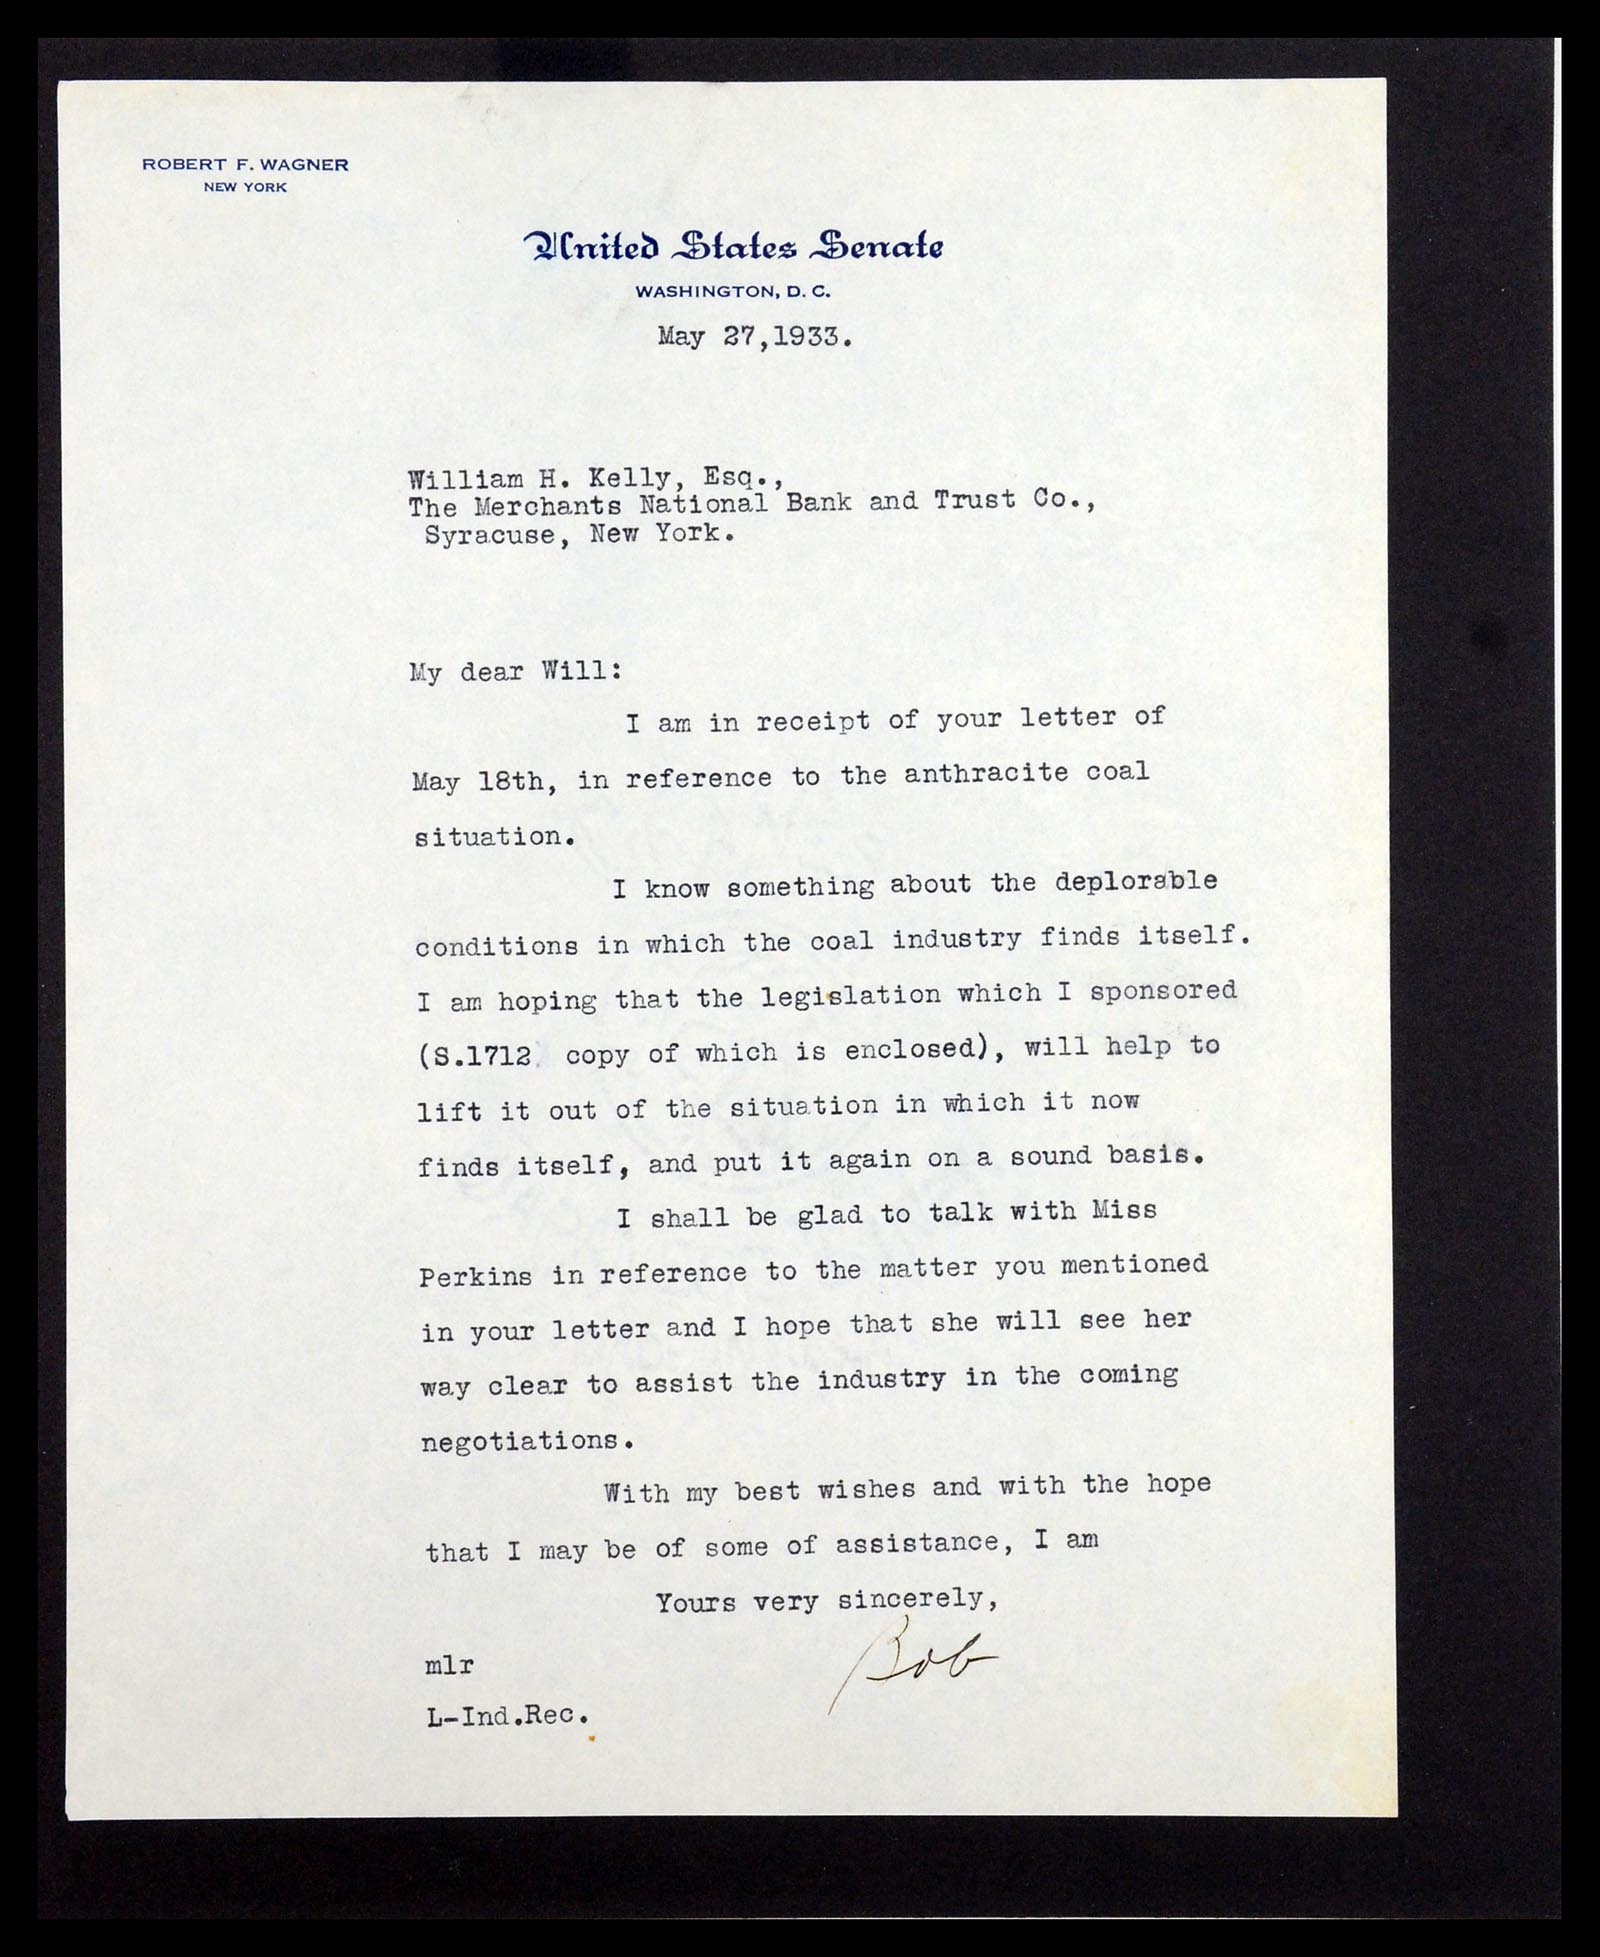 ROBERT F. WAGNER
NEW YORK
United States Senate
WASHINGTON, D. C.
May 27,1933.
William H. Kelly, Esq.,
The Merchants National Bank and Trust Co.,
Syracuse, New York.
My dear Will:
I am in receipt of your letter of
May 18th, in reference to the anthracite coal
situation.
I know something about the deplorable
conditions in which the coal industry finds itself.
I am hoping that the legislation which I sponsored
(S.1712 copy of which is enclosed), will help to
lift it out of the situation in which it now
finds itself, and put it again on a sound basis.
I shall be glad to talk with Miss
Perkins in reference to the matter you mentioned
in your letter and I hope that she will see her
way clear to assist the industry in the coming
negotiations.
With my best wishes and with the hope
that I may be of some of assistance, I am
Yours very sincerely,
Bob
mlr
L-Ind.Rec.